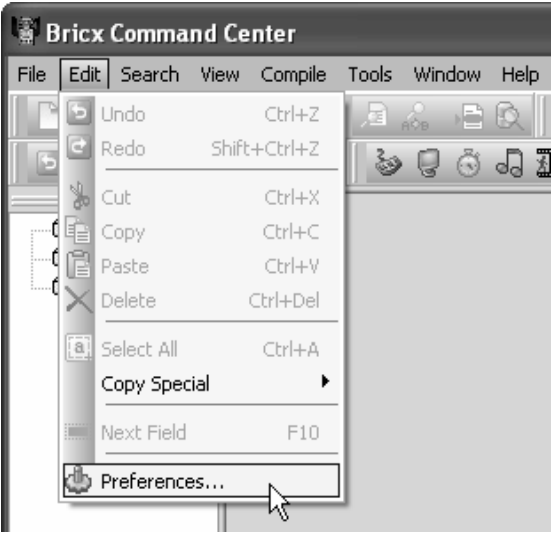 Bricx Command Center
File Edit Search View Compile Tools Window Help
Undo Ctrl+Z
Redo Shift+Ctrl+Z
Cut Ctrl+X
Copy Ctrl+C
Paste Ctrl+V
Delete Ctrl+Del
Select All Ctrl+A
Copy Special
Next Field F10
Preferences...